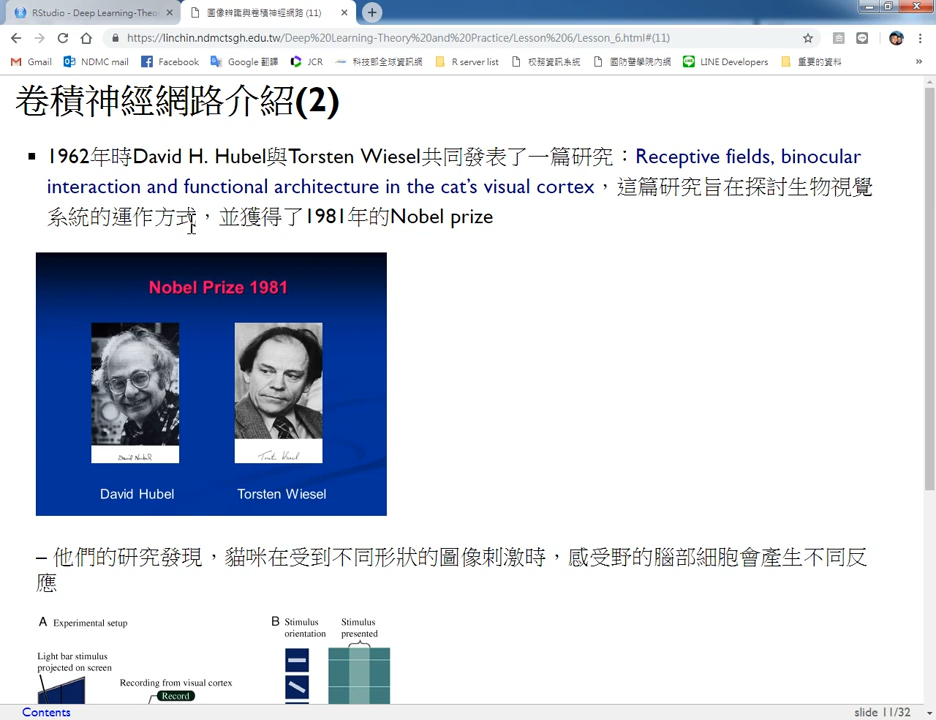 RStudio - Deep Learning-Theo
圖像辨識與卷積神經網路 (11)
https://linchin.ndmctsgh.edu.tw/Deep%20Learning-Theory%20and%20Practice/Lesson%206/Lesson_6.html#(11)
Gmail NDMC mail Facebook Google 翻譯 JCR 科技部全球資訊網 R server list 校務資訊系統 國防醫學院內網 LINE Developers 重要的資料 »
卷積神經網路介紹(2)
1962年時David H. Hubel與Torsten Wiesel共同發表了一篇研究：Receptive fields, binocular
interaction and functional architecture in the cat’s visual cortex，這篇研究旨在探討生物視覺
系統的運作方式，並獲得了1981年的Nobel prize
Nobel Prize 1981
David Hubel Torsten Wiesel
– 他們的研究發現，貓咪在受到不同形狀的圖像刺激時，感受野的腦部細胞會產生不同反
應
A Experimental setup
B Stimulus orientation
Stimulus presented
Light bar stimulus
projected on screen
Recording from visual cortex
Record
Contents
slide 11/32